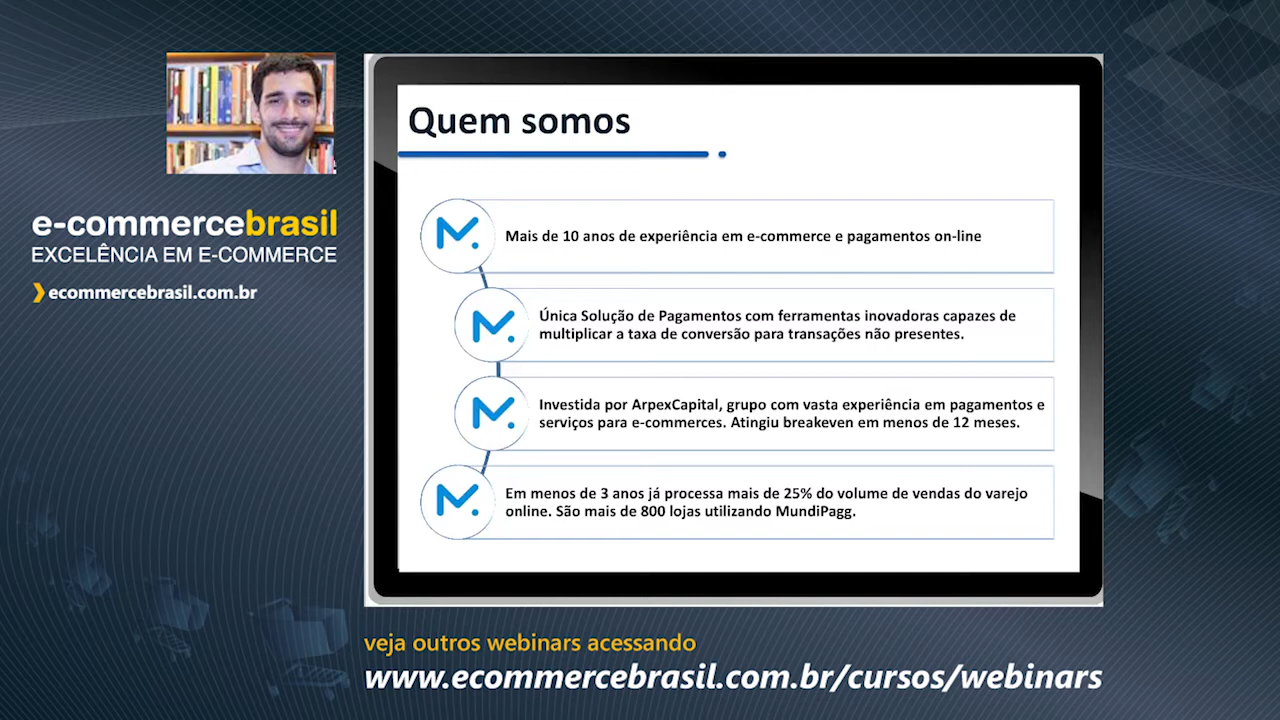 e-commercebrasil
EXCELÊNCIA EM E-COMMERCE
ecommercebrasil.com.br
Quem somos
Mais de 10 anos de experiência em e-commerce e pagamentos on-line
Única Solução de Pagamentos com ferramentas inovadoras capazes de
multiplicar a taxa de conversão para transações não presentes.
Investida por ArpexCapital, grupo com vasta experiência em pagamentos e
serviços para e-commerces. Atingiu breakeven em menos de 12 meses.
Em menos de 3 anos já processa mais de 25% do volume de vendas do varejo
online. São mais de 800 lojas utilizando MundiPagg.
veja outros webinars acessando
www.ecommercebrasil.com.br/cursos/webinars